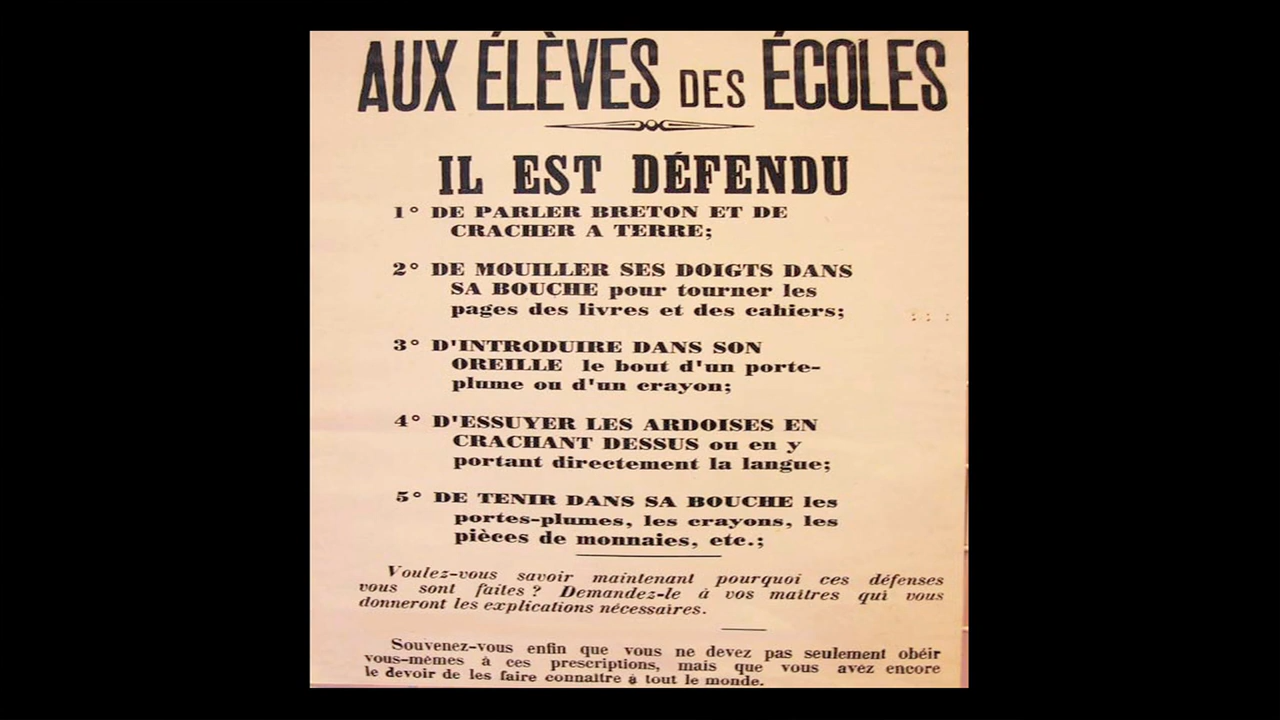 AUX ÉLÈVES DES ÉCOLES
IL EST DÉFENDU
1° DE PARLER BRETON ET DE
CRACHER A TERRE;
2° DE MOUILLER SES DOIGTS DANS
SA BOUCHE pour tourner les
pages des livres et des cahiers;
3° D'INTRODUIRE DANS SON
OREILLE le bout d'un porte-
plume ou d'un crayon;
4° D'ESSUYER LES ARDOISES EN
CRACHANT DESSUS ou en y
portant directement la langue;
5° DE TENIR DANS SA BOUCHE les
portes-plumes, les crayons, les
pièces de monnaies, etc.;
Voulez-vous savoir maintenant pourquoi ces défenses
vous sont faites ? Demandez-le à vos maîtres qui vous
donneront les explications nécessaires.
Souvenez-vous enfin que vous ne devez pas seulement obéir
vous-mêmes à ces prescriptions, mais que vous avez encore
le devoir de les faire connaître à tout le monde.